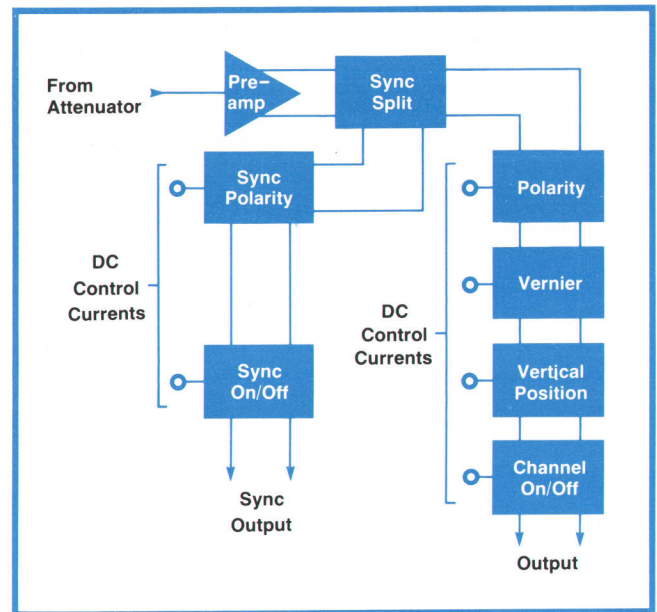 From
Attenuator
Pre-
amp
Sync
Split
Sync
Polarity
Polarity
DC
Control
Currents
Vernier
DC
Control
Currents
Sync
On/Off
Vertical
Position
Channel
On/Off
Sync
Output
Output